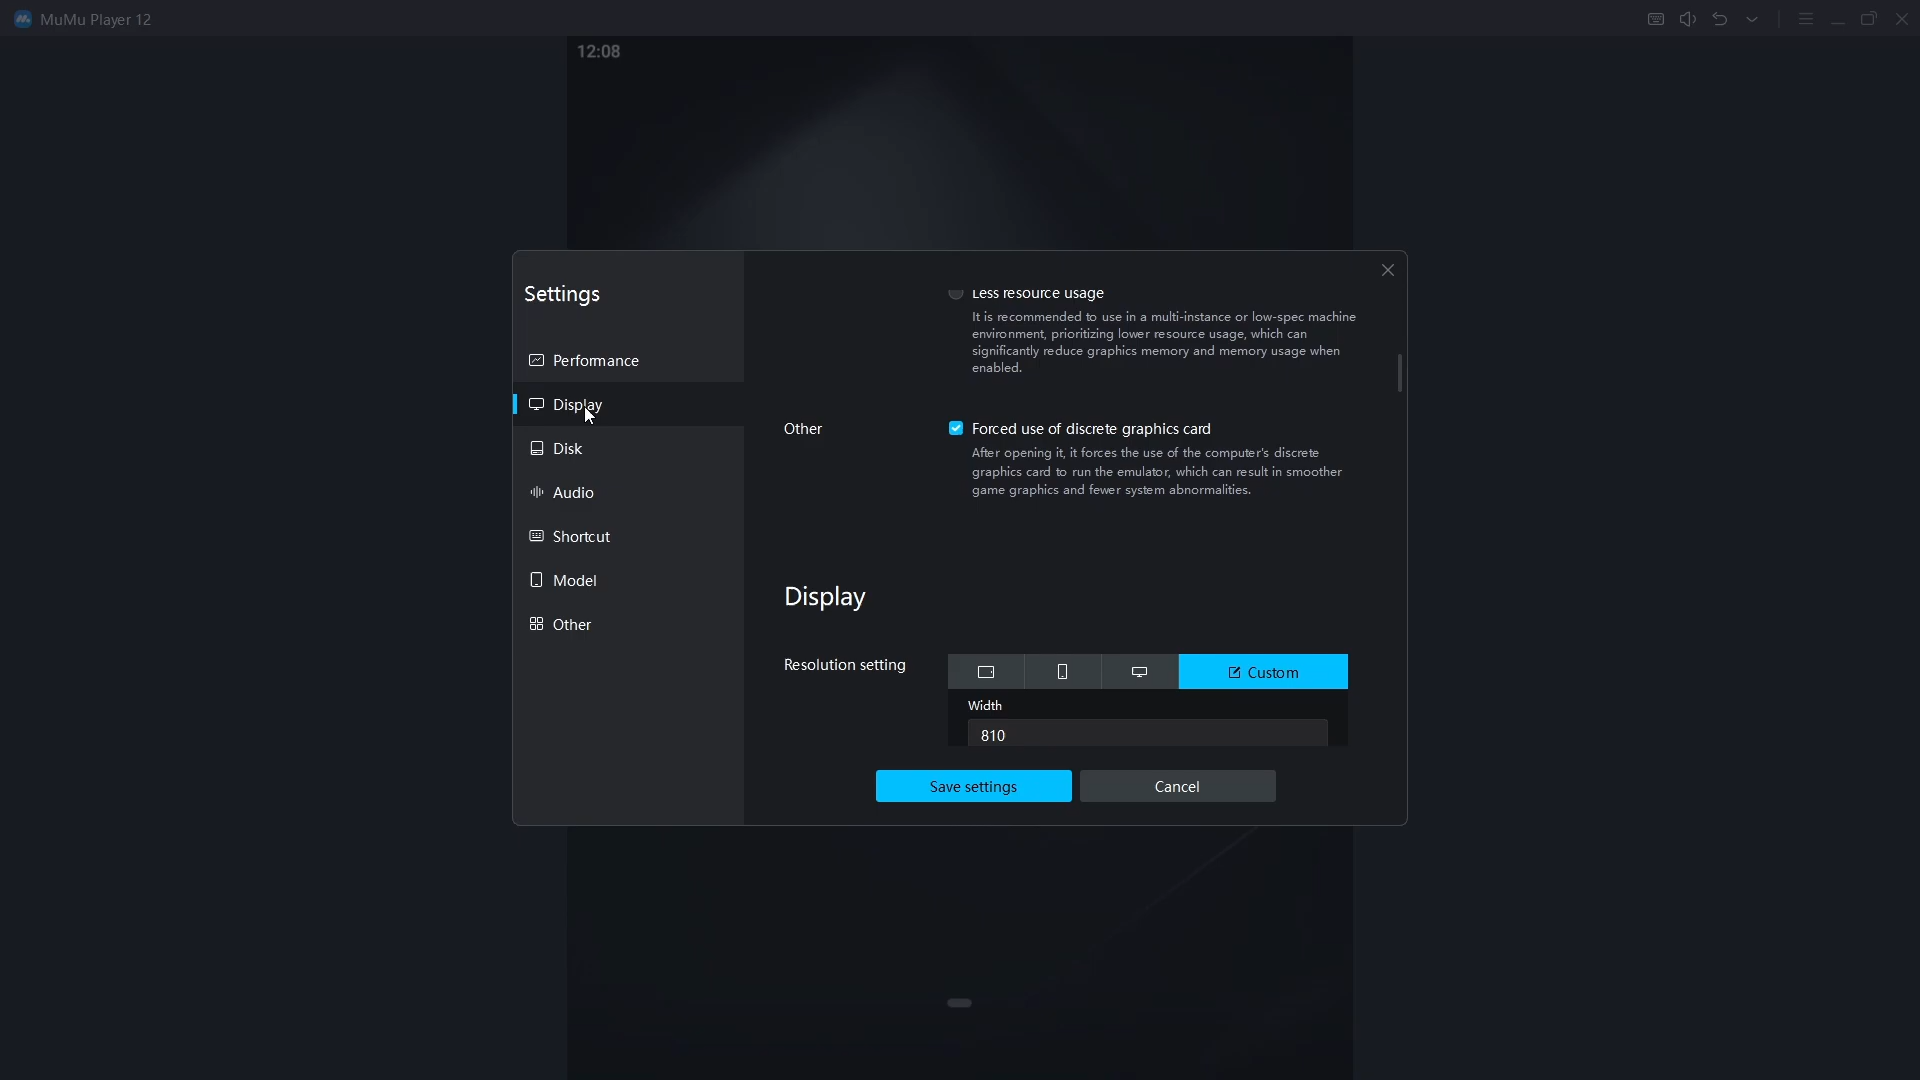 MuMu Player 12
12:08
Settings
Performance
Display
Disk
Audio
Shortcut
Model
Other
Less resource usage
It is recommended to use in a multi-instance or low-spec machine
environment, prioritizing lower resource usage, which can
significantly reduce graphics memory and memory usage when
enabled.
Other
Forced use of discrete graphics card
After opening it, it forces the use of the computer's discrete
graphics card to run the emulator, which can result in smoother
game graphics and fewer system abnormalities.
Display
Resolution setting
Custom
Width
810
Save settings
Cancel